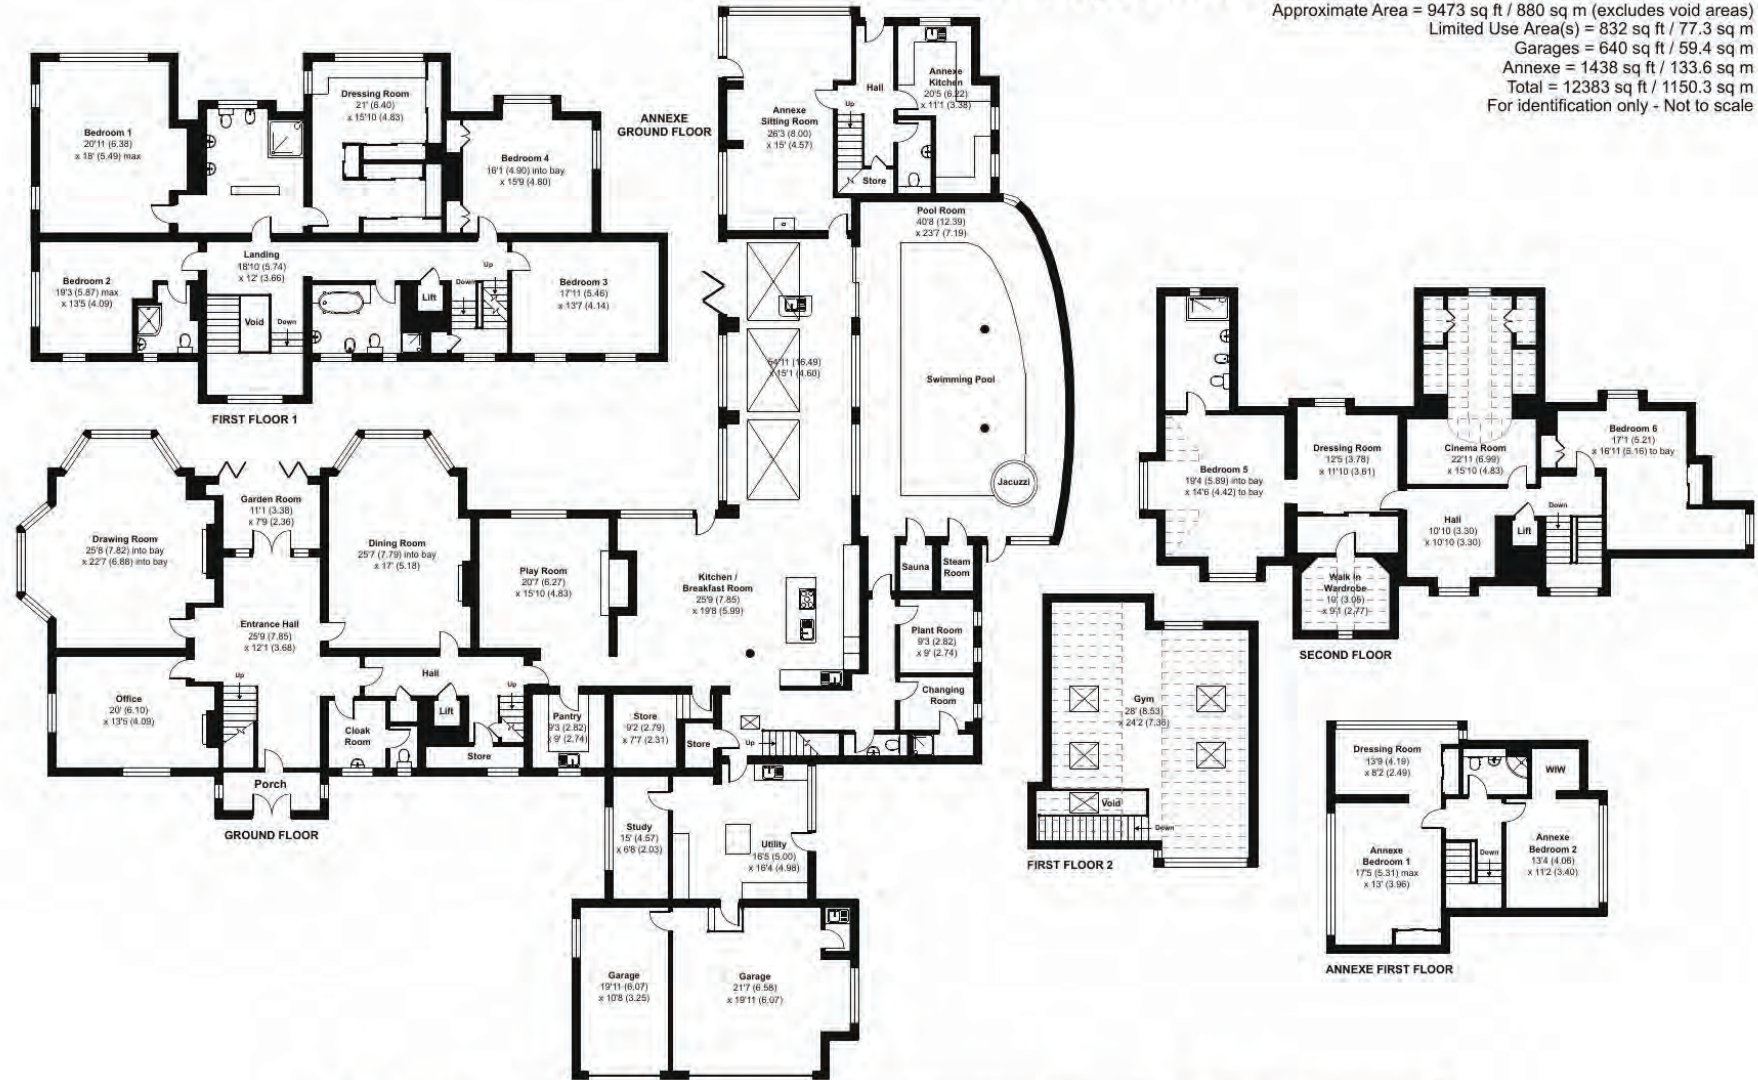 Approximate Area = 9473 sq ft / 880 sq m (excludes void areas)
Limited Use Area(s) = 832 sq ft / 77.3 sq m
Garages = 640 sq ft / 59.4 sq m
Annexe = 1438 sq ft / 133.6 sq m
Total = 12383 sq ft / 1150.3 sq m
For identification only - Not to scale
Bedroom 1
20'11 (6.38)
x 18' (5.49) max
Dressing Room
21' (6.40)
x 15'10 (4.83)
Bedroom 4
16'1 (4.90) into bay
x 15'9 (4.80)
Bedroom 2
19'3 (5.87) max
x 13'5 (4.09)
Landing
18'10 (5.74)
x 12' (3.66)
Void
Down
Lift
Down
Up
Bedroom 3
17'11 (5.46)
x 13'7 (4.14)
FIRST FLOOR 1
ANNEXE
GROUND FLOOR
Annexe
Sitting Room
26'3 (8.00)
x 15' (4.57)
Hall
Up
Store
Annexe
Kitchen
20'5 (6.22)
x 11'1 (3.38)
Pool Room
40'8 (12.39)
x 23'7 (7.19)
Swimming Pool
Jacuzzi
54'11 (16.49)
x 15'1 (4.60)
Drawing Room
25'8 (7.82) into bay
x 22'7 (6.88) into bay
Garden Room
11'1 (3.38)
x 7'9 (2.36)
Dining Room
25'7 (7.79) into bay
x 17' (5.18)
Play Room
20'7 (6.27)
x 15'10 (4.83)
Kitchen /
Breakfast Room
25'9 (7.85)
x 19'8 (5.99)
Sauna
Steam
Room
Plant Room
9'3 (2.82)
x 9' (2.74)
Changing
Room
Entrance Hall
25'9 (7.85)
x 12'1 (3.68)
Office
20' (6.10)
x 13'5 (4.09)
Up
Hall
Lift
Up
Cloak
Room
Store
Pantry
9'3 (2.82)
x 9' (2.74)
Store
9'2 (2.79)
x 7'7 (2.31)
Store
Up
Porch
GROUND FLOOR
Study
15' (4.57)
x 6'8 (2.03)
Utility
16'5 (5.00)
x 16'4 (4.98)
Garage
19'11 (6.07)
x 10'8 (3.25)
Garage
21'7 (6.58)
x 19'11 (6.07)
Bedroom 5
19'4 (5.89) into bay
x 14'6 (4.42) to bay
Dressing Room
12'5 (3.78)
x 11'10 (3.61)
Cinema Room
22'11 (6.99)
x 15'10 (4.83)
Bedroom 6
17'1 (5.21)
x 16'11 (5.16) to bay
Hall
10'10 (3.30)
x 10'10 (3.30)
Lift
Down
Walk In
Wardrobe
10' (3.05)
x 9'1 (2.77)
SECOND FLOOR
Gym
28' (8.53)
x 24'2 (7.36)
Void
Down
FIRST FLOOR 2
Dressing Room
13'9 (4.19)
x 8'2 (2.49)
WIW
Annexe
Bedroom 1
17'5 (5.31) max
x 13' (3.96)
Down
Annexe
Bedroom 2
13'4 (4.06)
x 11'2 (3.40)
ANNEXE FIRST FLOOR